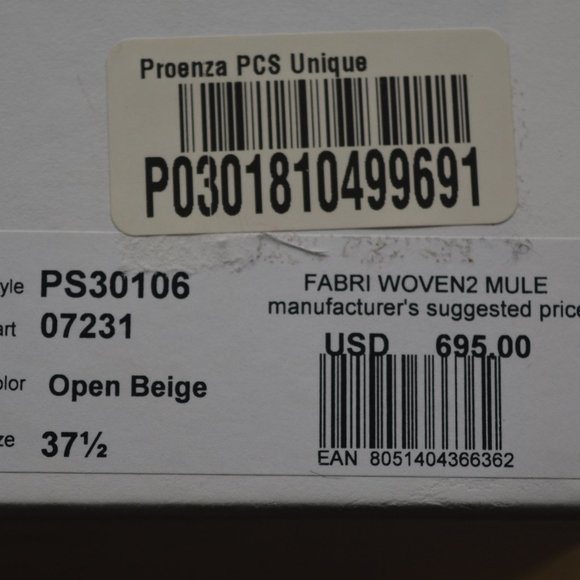 Proenza PCS Unique
P0301810499691
yle PS30106
art 07231
olor Open Beige
ze 37½
FABRI WOVEN2 MULE
manufacturer's suggested price
USD 695.00
EAN 8051404366362